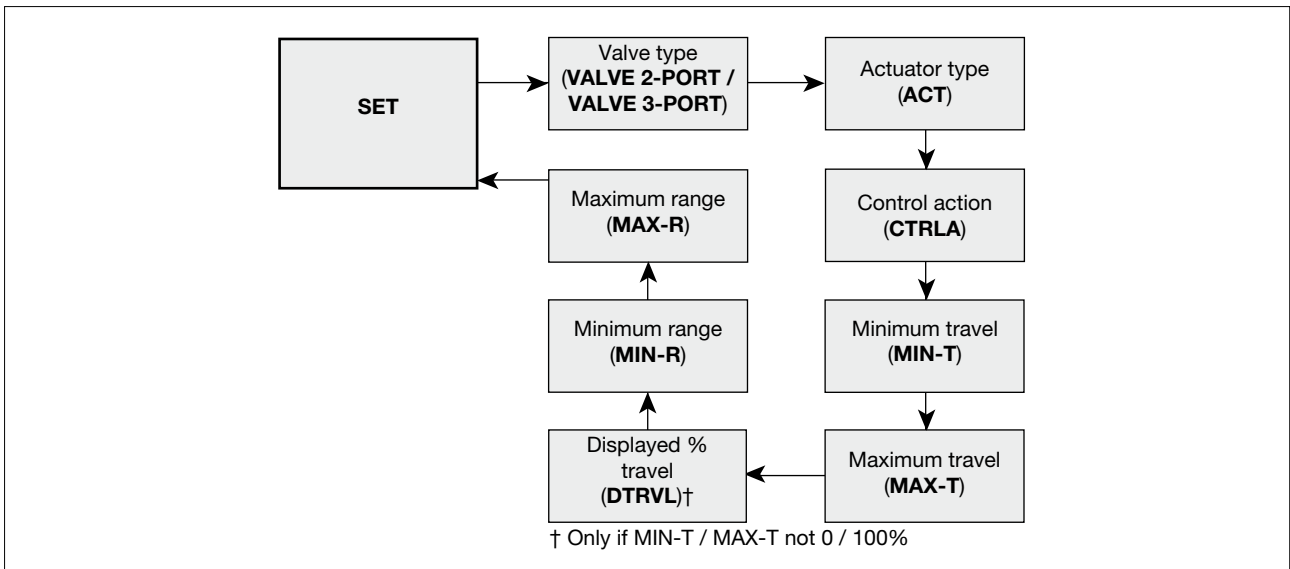 SET
Valve type
(VALVE 2-PORT /
VALVE 3-PORT)
Actuator type
(ACT)
Control action
(CTRLA)
Minimum travel
(MIN-T)
Maximum travel
(MAX-T)
Displayed %
travel
(DTRVL)†
Minimum range
(MIN-R)
Maximum range
(MAX-R)
† Only if MIN-T / MAX-T not 0 / 100%